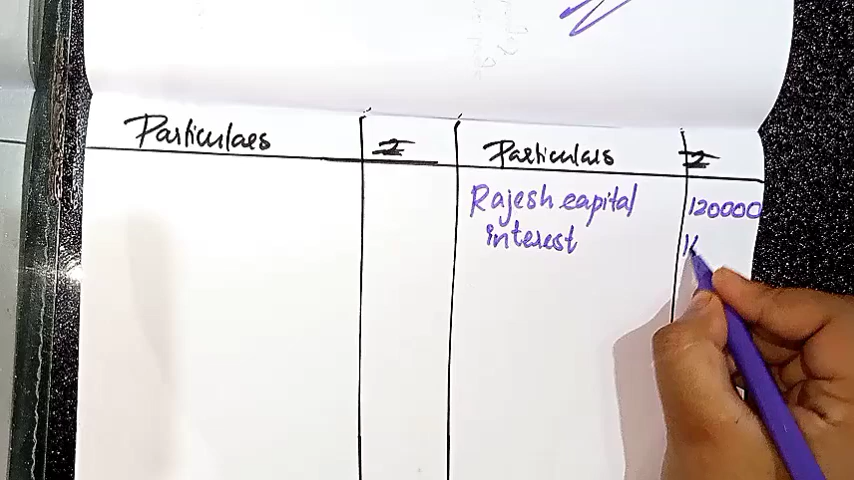 Particulars ₹ Particulars ₹
Rajesh capital 120000
interest